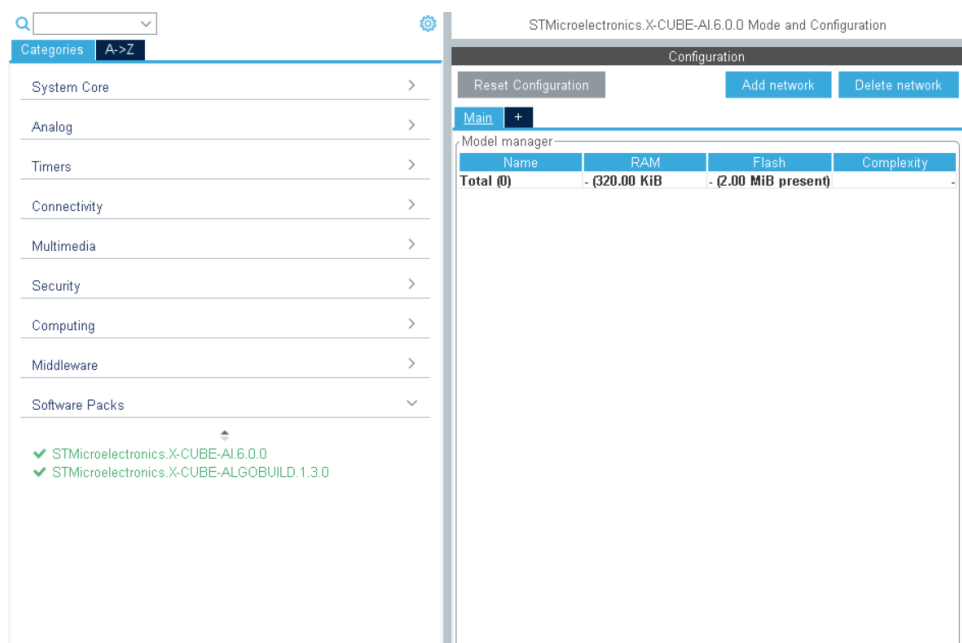 Categories
A->Z
System Core
Analog
Timers
Connectivity
Multimedia
Security
Computing
Middleware
Software Packs
STMicroelectronics.X-CUBE-AI.6.0.0
STMicroelectronics.X-CUBE-ALGOBUILD.1.3.0
STMicroelectronics.X-CUBE-AI.6.0.0 Mode and Configuration
Configuration
Reset Configuration Add network Delete network
Main +
Model manager
Name RAM Flash Complexity
Total (0) - (320.00 KiB - (2.00 MiB present) -